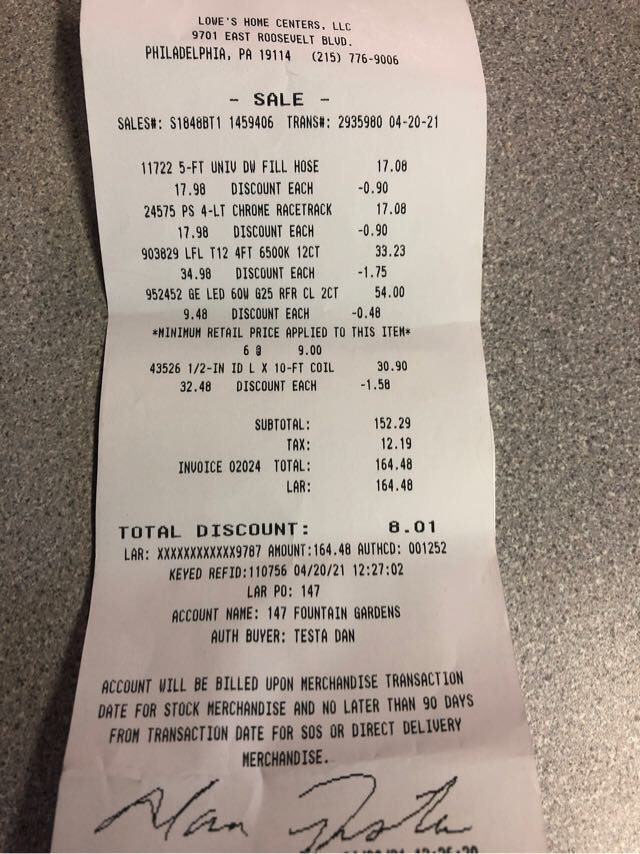 LOWE'S HOME CENTERS, LLC
9701 EAST ROOSEVELT BLVD.
PHILADELPHIA, PA 19114 (215) 776-9006
- SALE -
SALES#: S1848BT1 1459406 TRANS#: 2935980 04-20-21
11722 5-FT UNIV DW FILL HOSE 17.08
17.98 DISCOUNT EACH -0.90
24575 PS 4-LT CHROME RACETRACK 17.08
17.98 DISCOUNT EACH -0.90
903829 LFL T12 4FT 6500K 12CT 33.23
34.98 DISCOUNT EACH -1.75
952452 GE LED 60W G25 RFR CL 2CT 54.00
9.48 DISCOUNT EACH -0.48
*MINIMUM RETAIL PRICE APPLIED TO THIS ITEM*
6 @ 9.00
43526 1/2-IN ID L X 10-FT COIL 30.90
32.48 DISCOUNT EACH -1.58
SUBTOTAL: 152.29
TAX: 12.19
INVOICE 02024 TOTAL: 164.48
LAR: 164.48
TOTAL DISCOUNT: 8.01
LAR: XXXXXXXXXXXX9787 AMOUNT:164.48 AUTHCD: 001252
KEYED REFID:110756 04/20/21 12:27:02
LAR PO: 147
ACCOUNT NAME: 147 FOUNTAIN GARDENS
AUTH BUYER: TESTA DAN
ACCOUNT WILL BE BILLED UPON MERCHANDISE TRANSACTION
DATE FOR STOCK MERCHANDISE AND NO LATER THAN 90 DAYS
FROM TRANSACTION DATE FOR SOS OR DIRECT DELIVERY
MERCHANDISE.